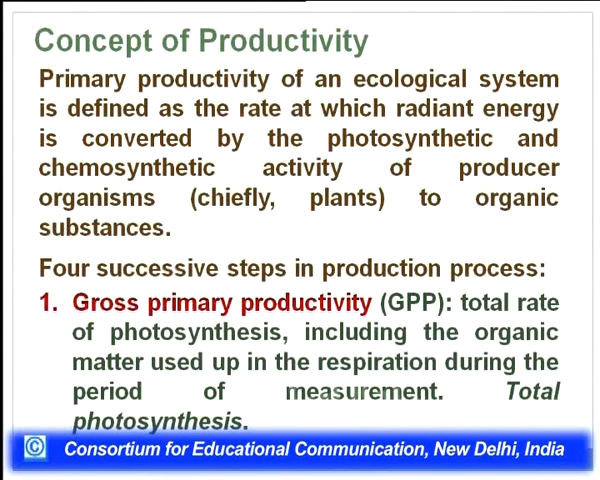 Concept of Productivity
Primary productivity of an ecological system
is defined as the rate at which radiant energy
is converted by the photosynthetic and
chemosynthetic activity of producer
organisms (chiefly, plants) to organic
substances.
Four successive steps in production process:
1. Gross primary productivity (GPP): total rate
of photosynthesis, including the organic
matter used up in the respiration during the
period of measurement. Total
photosynthesis.
© Consortium for Educational Communication, New Delhi, India